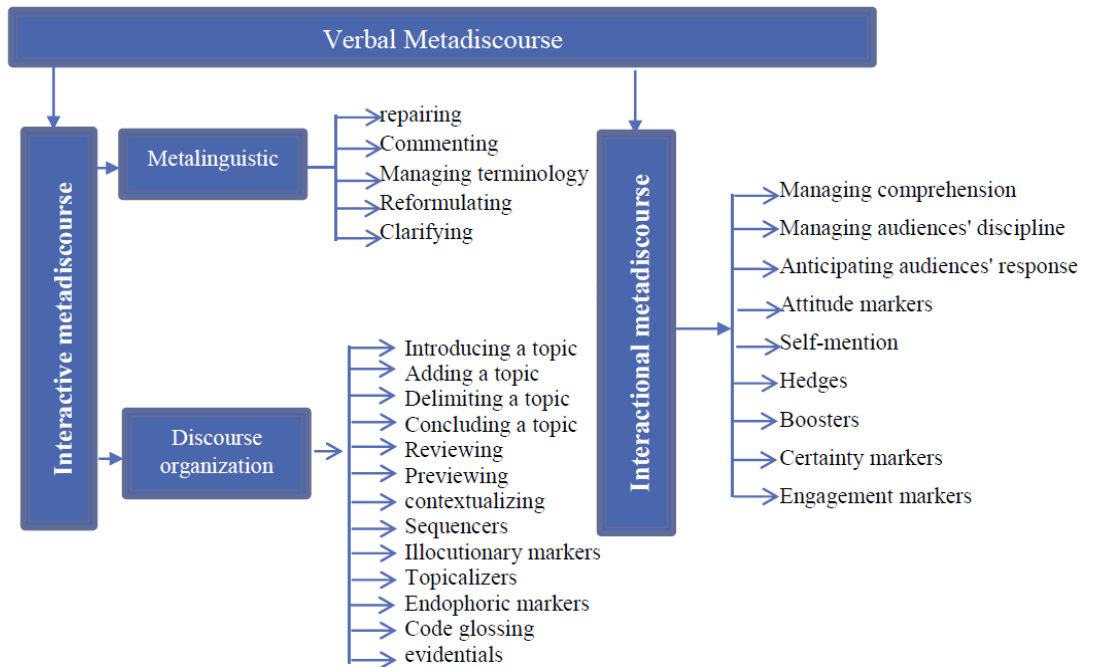 Verbal Metadiscourse
Interactive metadiscourse
Metalinguistic
repairing
Commenting
Managing terminology
Reformulating
Clarifying
Discourse
organization
Introducing a topic
Adding a topic
Delimiting a topic
Concluding a topic
Reviewing
Previewing
contextualizing
Sequencers
Illocutionary markers
Topicalizers
Endophoric markers
Code glossing
evidentials
Interactional metadiscourse
Managing comprehension
Managing audiences' discipline
Anticipating audiences' response
Attitude markers
Self-mention
Hedges
Boosters
Certainty markers
Engagement markers